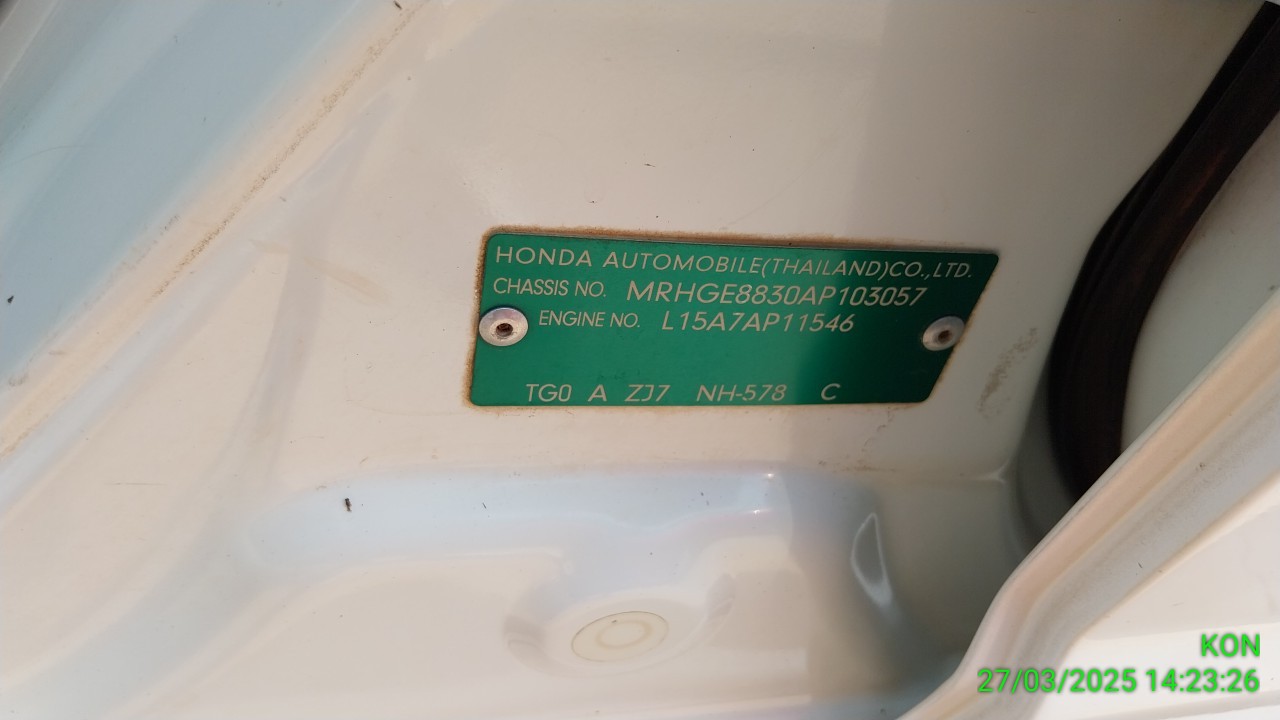 HONDA AUTOMOBILE(THAILAND)CO.,LTD.
CHASSIS NO. MRHGE8830AP103057
ENGINE NO. L15A7AP11546
TG0 A ZJ7 NH-578 C
KON
27/03/2025 14:23:26